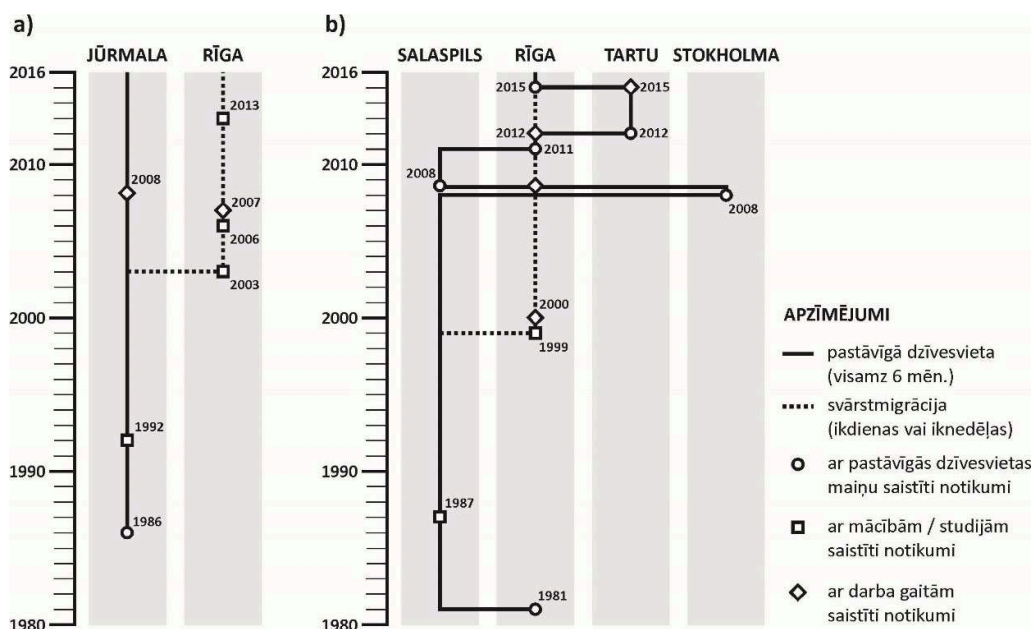 a)
JŪRMALA RĪGA
2016
2010
2000
1990
1980
2013
2008
2007
2006
2003
1992
1986
b)
SALASPILS RĪGA TARTU STOKHOLMA
2016
2010
2000
1990
1980
2015 2015
2012 2012
2011
2008
2008
2000
1999
1987
1981
APZĪMĒJUMI
pastāvīgā dzīvesvieta
(visamz 6 mēn.)
svārstmigrācija
(ikdienas vai iknedēļas)
ar pastāvīgās dzīvesvietas
maiņu saistīti notikumi
ar mācībām / studijām
saistīti notikumi
ar darba gaitām
saistīti notikumi